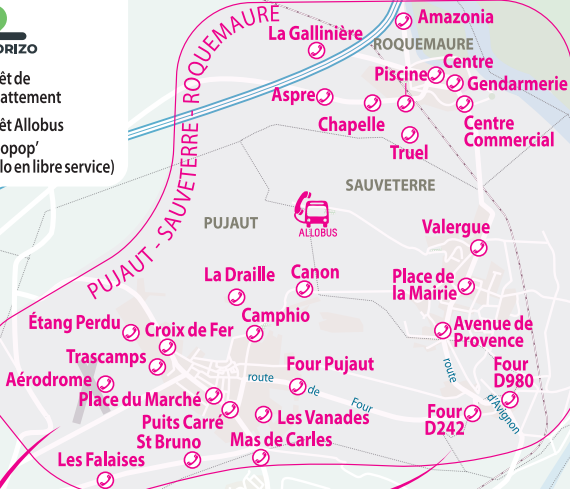 ORIZO
êt de
attement
êt Allobus
opop'
lo en libre service)
PUJAUT - SAUVETERRE - ROQUEMAURE
La Gallinière
Amazonia
ROQUEMAURE
Centre
Piscine
Gendarmerie
Aspre
Chapelle
Centre
Commercial
Truel
SAUVETERRE
PUJAUT
ALLOBUS
Valergue
La Draille
Canon
Place de
la Mairie
Étang Perdu
Croix de Fer
Camphio
Avenue de
Provence
Trascamps
Four Pujaut
Four
D980
Aérodrome
Place du Marché
route de Four
route d'Avignon
Puits Carré
Les Vanades
Four
D242
St Bruno
Mas de Carles
Les Falaises